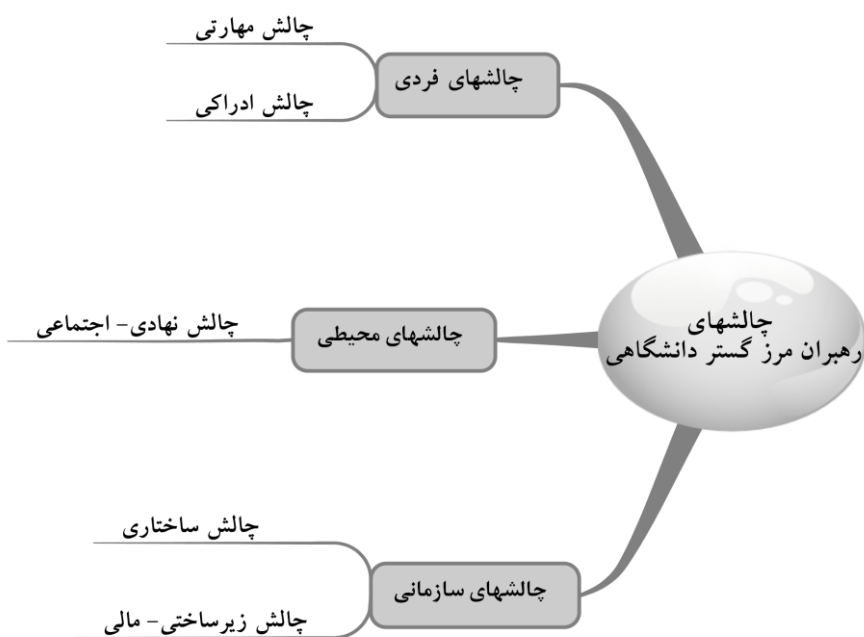 چالشهای
رهبران مرز گستر دانشگاهی
چالشهای فردی
چالش مهارتی
چالش ادراکی
چالشهای محیطی
چالش نهادی- اجتماعی
چالشهای سازمانی
چالش ساختاری
چالش زیرساختی- مالی